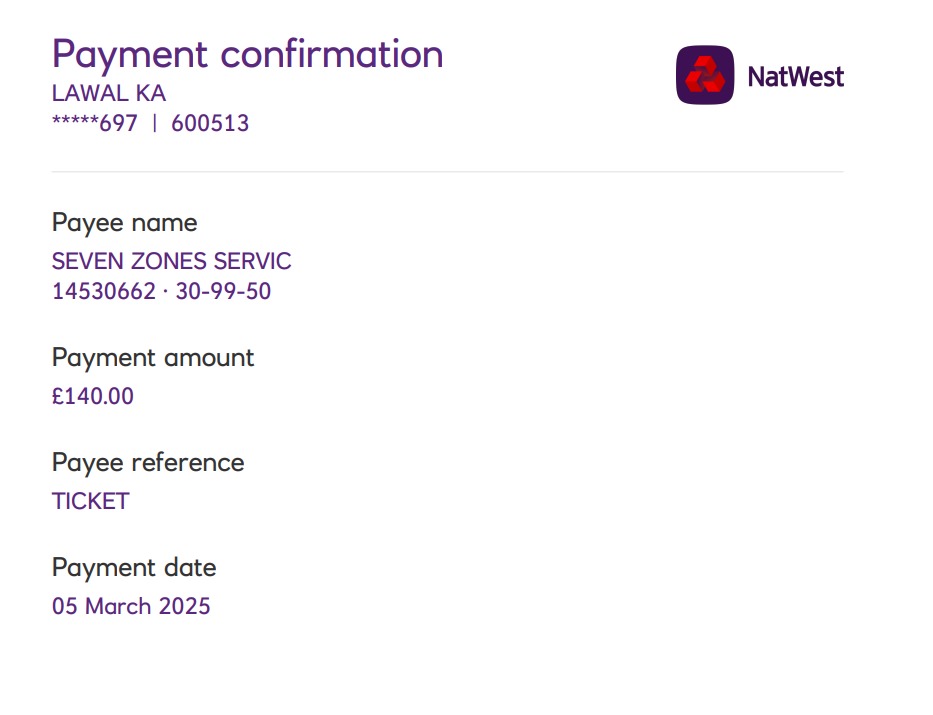 Payment confirmation
LAWAL KA
*****697 | 600513
NatWest
Payee name
SEVEN ZONES SERVIC
14530662 · 30-99-50
Payment amount
£140.00
Payee reference
TICKET
Payment date
05 March 2025